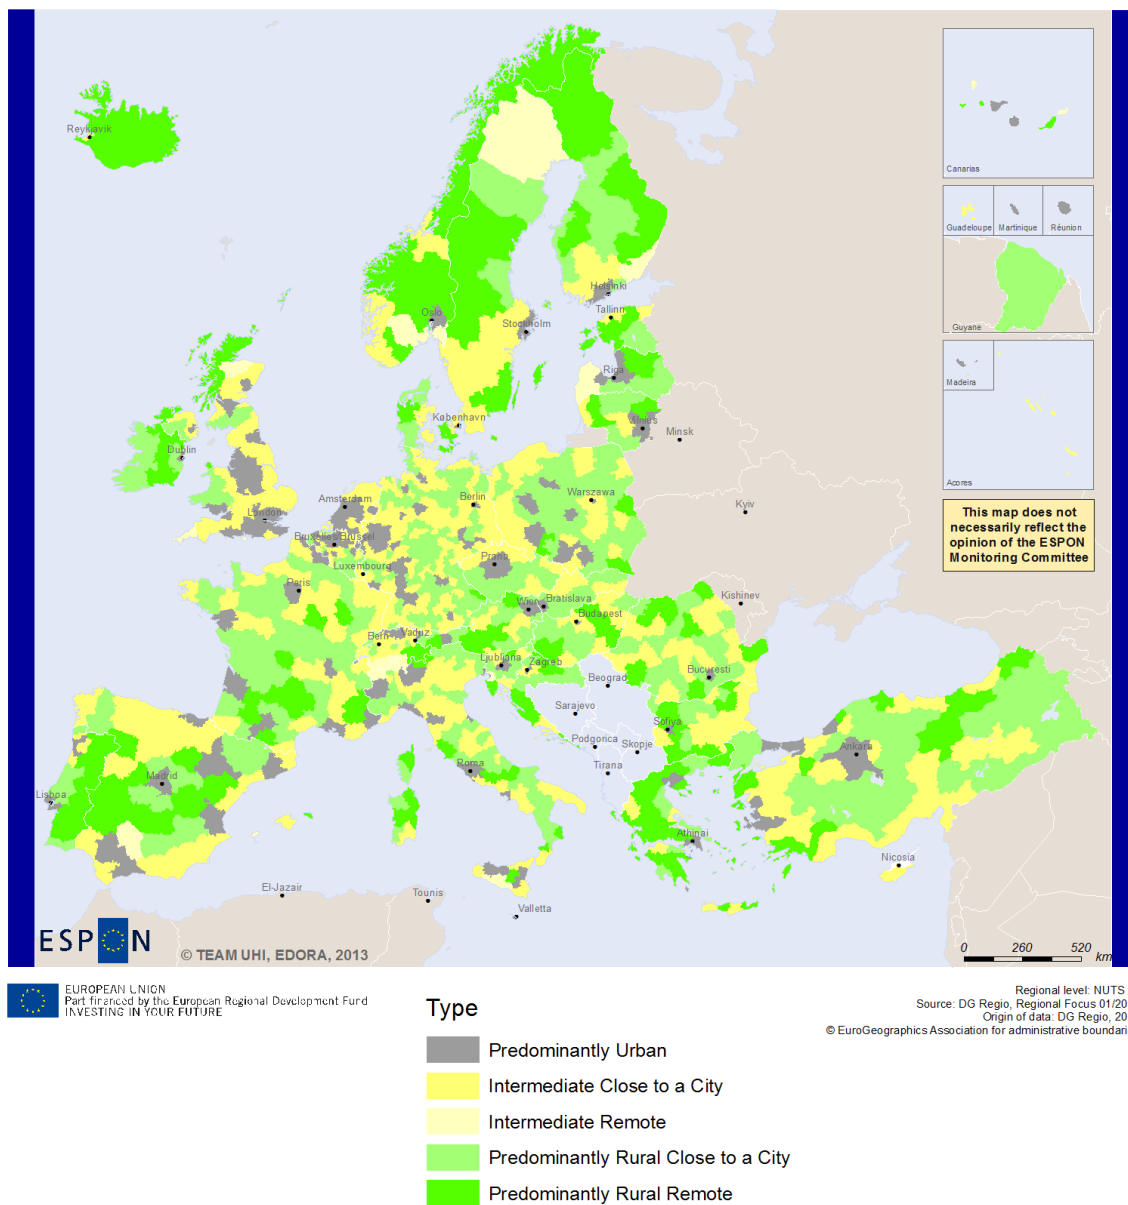 Reykjavik
Oslo
Helsinki
Tallinn
Stockholm
Riga
København
Vilnius
Minsk
Dublin
London
Amsterdam
Berlin
Warszawa
Kyiv
Bruxelles/Brussel
Luxembourg
Praha
Paris
Wien
Bratislava
Budapest
Kishinev
Bern
Vaduz
Ljubljana
Zagreb
Beograd
Bucuresti
Sarajevo
Sofiya
Podgorica
Skopje
Tirana
Roma
Madrid
Lisboa
Ankara
Athinai
Nicosia
El-Jazair
Tounis
Valletta
Canarias
Guadeloupe
Martinique
Réunion
Guyane
Madeira
Acores
This map does not
necessarily reflect the
opinion of the ESPON
Monitoring Committee
ESPON
© TEAM UHI, EDORA, 2013
0 260 520
km
EUROPEAN UNION
Part financed by the European Regional Development Fund
INVESTING IN YOUR FUTURE
Regional level: NUTS
Source: DG Regio, Regional Focus 01/20
Origin of data: DG Regio, 20
© EuroGeographics Association for administrative boundari
Type
Predominantly Urban
Intermediate Close to a City
Intermediate Remote
Predominantly Rural Close to a City
Predominantly Rural Remote